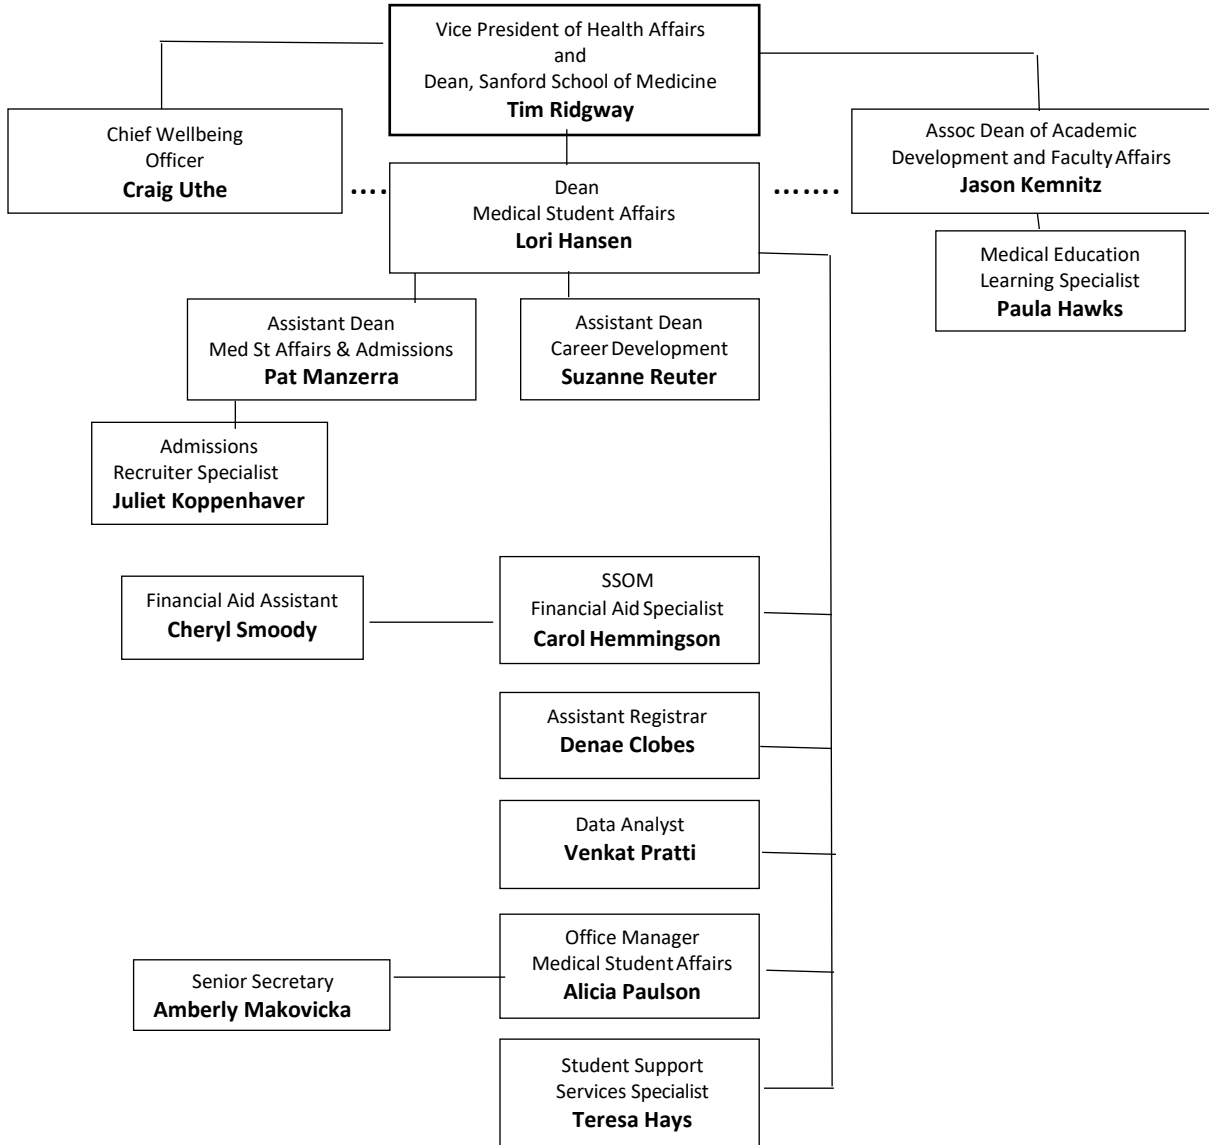 Vice President of Health Affairs
and
Dean, Sanford School of Medicine
Tim Ridgway
Chief Wellbeing
Officer
Craig Uthe
....
Dean
Medical Student Affairs
Lori Hansen
.......
Assoc Dean of Academic
Development and Faculty Affairs
Jason Kemnitz
Medical Education
Learning Specialist
Paula Hawks
Assistant Dean
Med St Affairs & Admissions
Pat Manzerra
Assistant Dean
Career Development
Suzanne Reuter
Admissions
Recruiter Specialist
Juliet Koppenhaver
Financial Aid Assistant
Cheryl Smoody
SSOM
Financial Aid Specialist
Carol Hemmingson
Assistant Registrar
Denae Clobes
Data Analyst
Venkat Pratti
Office Manager
Medical Student Affairs
Alicia Paulson
Senior Secretary
Amberly Makovicka
Student Support
Services Specialist
Teresa Hays